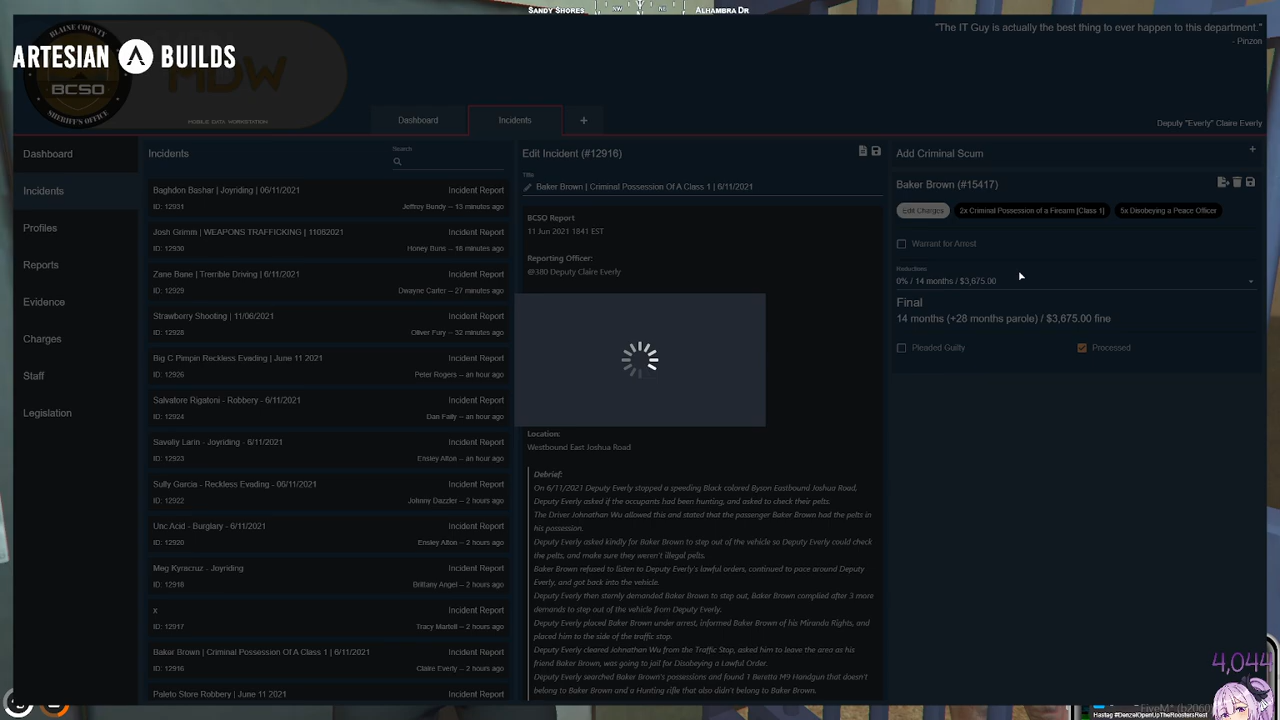 SANDY SHORES
ALHAMBRA DR
ARTESIAN BUILDS
BLAINE COUNTY
BCSO
SHERIFF'S OFFICE
MDW
MOBILE DATA WORKSTATION
"The IT Guy is actually the best thing to ever happen to this department."
- Pinzon
Dashboard
Incidents
+
Deputy "Everly" Claire Everly
Dashboard
Incidents
Profiles
Reports
Evidence
Charges
Staff
Legislation
Incidents
Search
Baghdon Bashar | Joyriding | 06/11/2021
Incident Report
ID: 12931
Jeffrey Bundy – 13 minutes ago
Josh Grimm | WEAPONS TRAFFICKING | 11062021
Incident Report
ID: 12930
Honey Buns – 18 minutes ago
Zane Bane | Trerrible Driving | 6/11/2021
Incident Report
ID: 12929
Dwayne Carter – 27 minutes ago
Strawberry Shooting | 11/06/2021
Incident Report
ID: 12928
Oliver Fury – 32 minutes ago
Big C Pimpin Reckless Evading | June 11 2021
Incident Report
ID: 12926
Peter Rogers – an hour ago
Salvatore Rigatoni - Robbery - 6/11/2021
Incident Report
ID: 12924
Dan Fally – an hour ago
Savaliy Larin - Joyriding - 6/11/2021
Incident Report
ID: 12923
Ensley Alton – an hour ago
Sully Garcia - Reckless Evading - 06/11/2021
Incident Report
ID: 12922
Johnny Dazzler – 2 hours ago
Unc Acid - Burglary - 6/11/2021
Incident Report
ID: 12920
Ensley Alton – 2 hours ago
Meg Kyracruz - Joyriding
Incident Report
ID: 12918
Brittany Angel – 2 hours ago
x
Incident Report
ID: 12917
Tracy Martell – 2 hours ago
Baker Brown | Criminal Possession Of A Class 1 | 6/11/2021
Incident Report
ID: 12916
Claire Everly – 2 hours ago
Paleto Store Robbery | June 11 2021
Incident Report
Edit Incident (#12916)
Title
Baker Brown | Criminal Possession Of A Class 1 | 6/11/2021
BCSO Report
11 Jun 2021 1841 EST
Reporting Officer:
@380 Deputy Claire Everly
Location:
Westbound East Joshua Road
Debrief:
On 6/11/2021 Deputy Everly stopped a speeding Black colored Byson Eastbound Joshua Road,
Deputy Everly asked if the occupants had been hunting, and asked to check their pelts.
The Driver Johnathan Wu allowed this and stated that the passenger Baker Brown had the pelts in
his possession.
Deputy Everly asked kindly for Baker Brown to step out of the vehicle so Deputy Everly could check
the pelts, and make sure they weren't illegal pelts.
Baker Brown refused to listen to Deputy Everly's lawful orders, continued to pace around Deputy
Everly, and got back into the vehicle.
Deputy Everly then sternly demanded Baker Brown to step out, Baker Brown complied after 3 more
demands to step out of the vehicle from Deputy Everly.
Deputy Everly placed Baker Brown under arrest, informed Baker Brown of his Miranda Rights, and
placed him to the side of the traffic stop.
Deputy Everly cleared Johnathan Wu from the Traffic Stop, asked him to leave the area as his
friend Baker Brown, was going to jail for Disobeying a Lawful Order.
Deputy Everly searched Baker Brown's possessions and found 1 Beretta M9 Handgun that doesn't
belong to Baker Brown and a Hunting rifle that also didn't belong to Baker Brown.
Add Criminal Scum
+
Baker Brown (#15417)
Edit Charges
2x Criminal Possession of a Firearm [Class 1]
5x Disobeying a Peace Officer
Warrant for Arrest
Reductions
0% / 14 months / $3,675.00
Final
14 months (+28 months parole) / $3,675.00 fine
Pleaded Guilty
Processed
4,044
Hastag #DenzelOpenUpTheRoostersRest